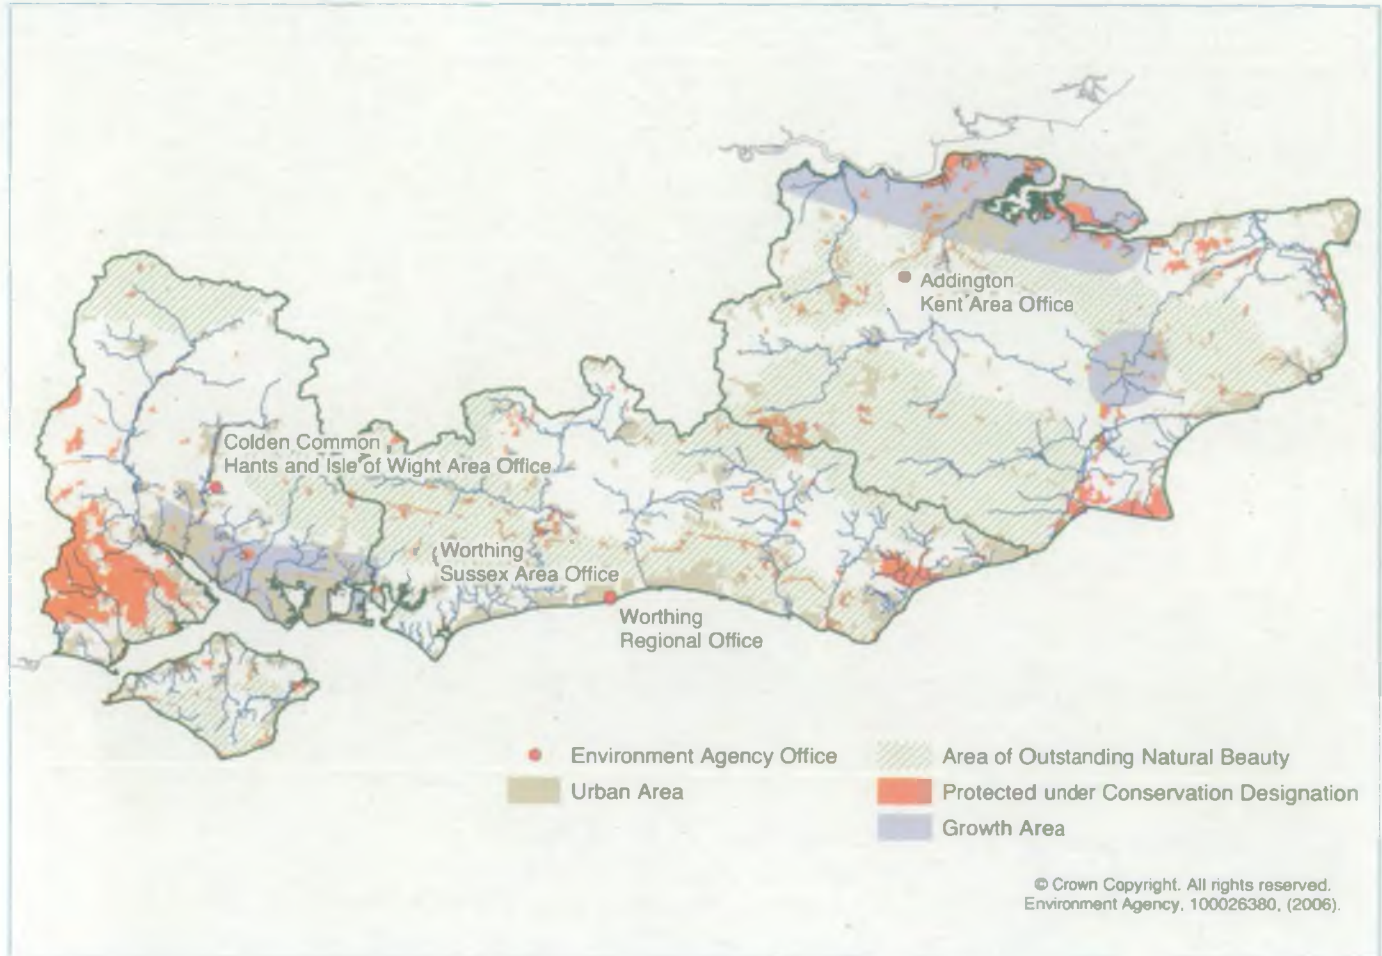 Addington
Kent Area Office
Colden Common
Hants and Isle of Wight Area Office
Worthing
Sussex Area Office
Worthing
Regional Office
Environment Agency Office
Urban Area
Area of Outstanding Natural Beauty
Protected under Conservation Designation
Growth Area
© Crown Copyright. All rights reserved.
Environment Agency, 100026380, (2006).